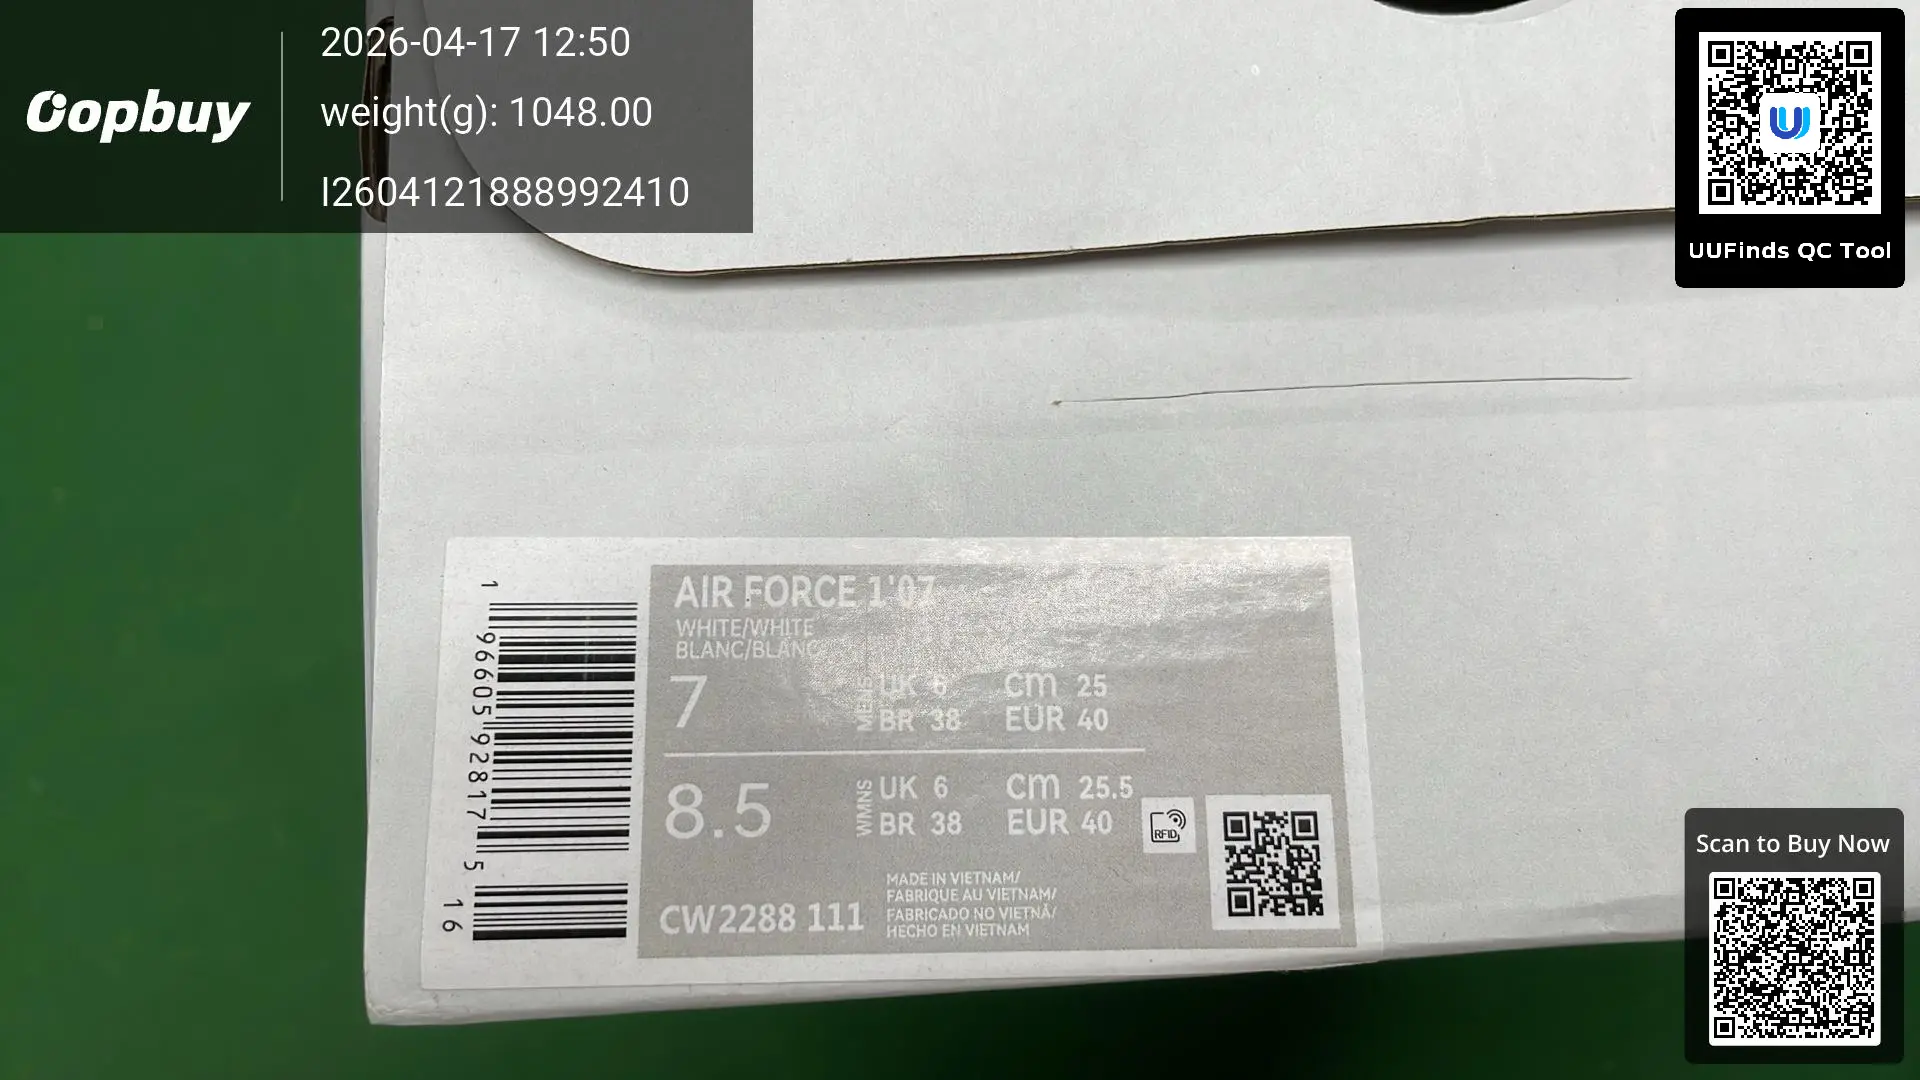 Oopbuy
2026-04-17 12:50
weight(g): 1048.00
I2604121888992410
UUFinds QC Tool
AIR FORCE 1'07
WHITE/WHITE
BLANC/BLANC
7
MENS
UK 6
CM 25
BR 38
EUR 40
8.5
WMNS
UK 6
CM 25.5
BR 38
EUR 40
RFID
CW2288 111
MADE IN VIETNAM/
FABRIQUE AU VIETNAM/
FABRICADO NO VIETNÃ/
HECHO EN VIETNAM
1 96605 92817 5
16
Scan to Buy Now